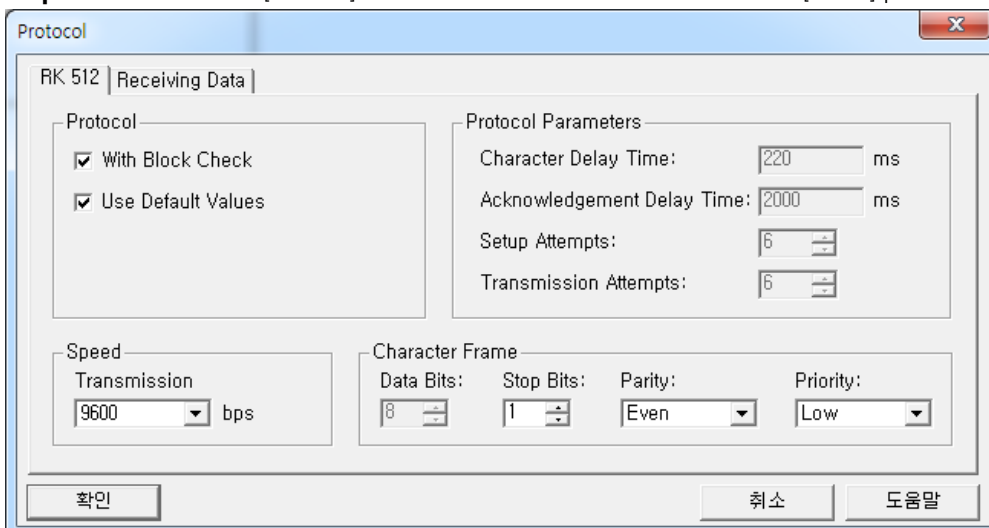 Protocol
RK 512
Receiving Data
Protocol
With Block Check
Use Default Values
Protocol Parameters
Character Delay Time: 220 ms
Acknowledgement Delay Time: 2000 ms
Setup Attempts: 6
Transmission Attempts: 6
Speed
Transmission
9600 bps
Character Frame
Data Bits: Stop Bits: Parity: Priority:
8 1 Even Low
확인 취소 도움말